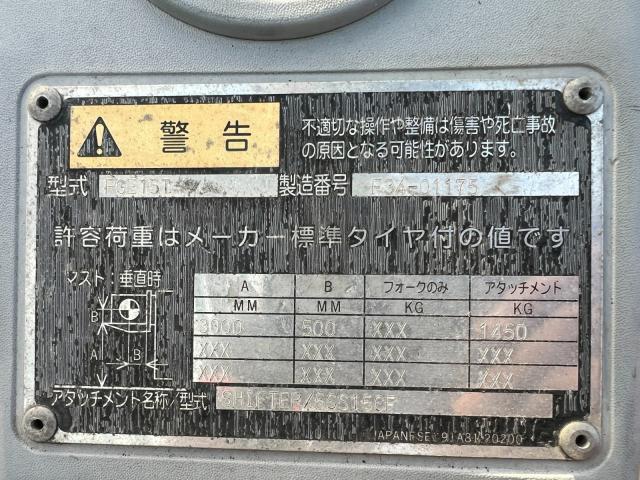 警告
不適切な操作や整備は傷害や死亡事故
の原因となる可能性があります。
型式 製造番号 F34-01175
許容荷重はメーカー標準タイヤ付の値です
マスト:垂直時
A B フォークのみ アタッチメント
MM MM KG KG
3000 500 XXX 1450
XXX XXX XXX XXX
XXX XXX XXX XXX
B
A B
アタッチメント名称/型式
JAPANESE 91A8K20200